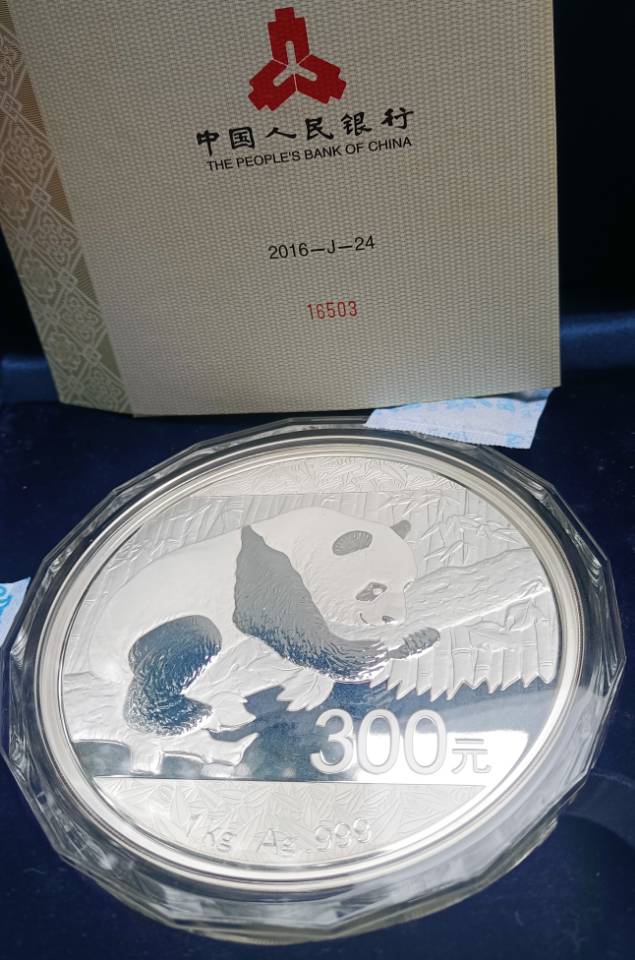 中国人民银行
THE PEOPLE'S BANK OF CHINA
2016—J—24
16503
300元
1Kg Ag .999